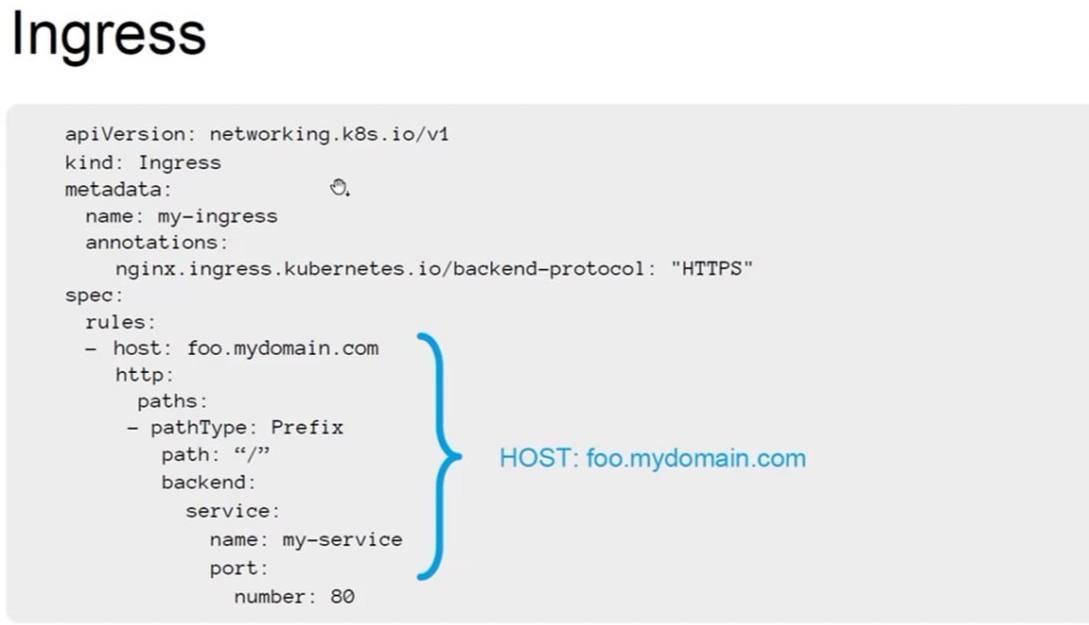 Ingress
apiVersion: networking.k8s.io/v1
kind: Ingress
metadata:
name: my-ingress
annotations:
nginx.ingress.kubernetes.io/backend-protocol: "HTTPS"
spec:
rules:
- host: foo.mydomain.com
http:
paths:
- pathType: Prefix
path: “/”
backend:
service:
name: my-service
port:
number: 80
HOST: foo.mydomain.com